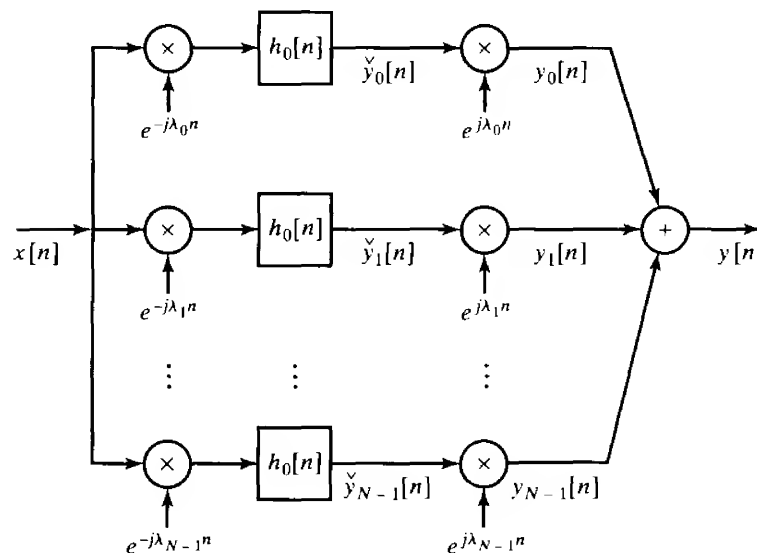 h₀[n]
y̌₀[n] y₀[n]
e^{-jλ₀n} e^{jλ₀n}
h₀[n]
x[n] y̌₁[n] y₁[n] y[n
e^{-jλ₁n} e^{jλ₁n}
h₀[n]
y̌_{N-1}[n] y_{N-1}[n]
e^{-jλ_{N-1}n} e^{jλ_{N-1}n}